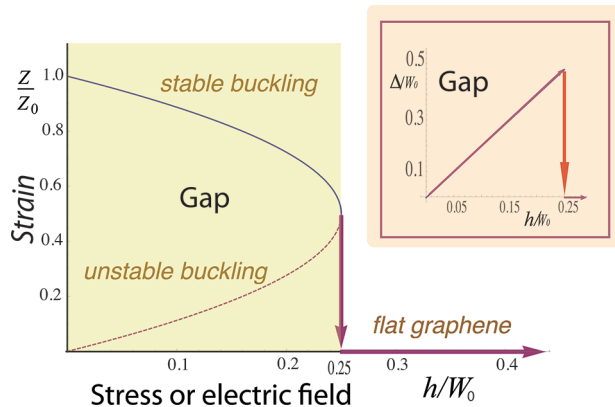 Z
Z₀
1.0
0.8
0.6
0.4
0.2
Strain
stable buckling
Gap
unstable buckling
flat graphene
0.1
0.2
0.25
0.3
0.4
Stress or electric field
h/W₀
0.5
Δ/W₀
Gap
0.3
0.1
0.05
0.15
0.25
h/W₀